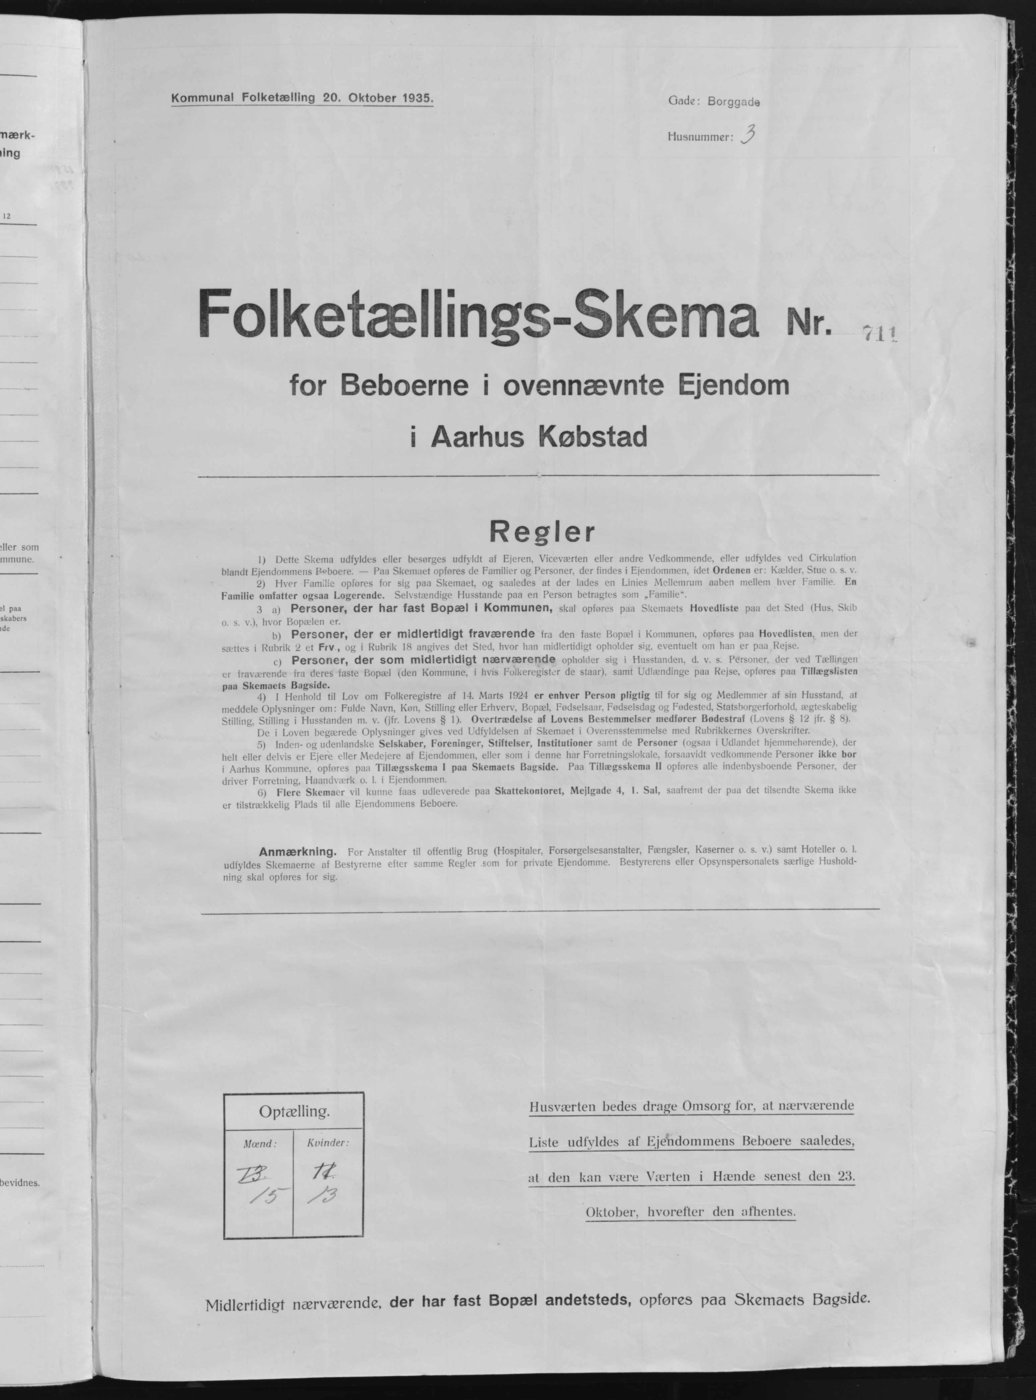 mærk-
ning
12
eller som
mmune.
el paa
skabers
de
bevidnes.
Kommunal Folketælling 20. Oktober 1935.
Gade: Borggade
Husnummer: 3
Folketællings-Skema Nr. 711
for Beboerne i ovennævnte Ejendom
i Aarhus Købstad
Regler
1) Dette Skema udfyldes eller besørges udfyldt af Ejeren, Viceværten eller andre Vedkommende, eller udfyldes ved Cirkulation
blandt Ejendommens Beboere. — Paa Skemaet opføres de Familier og Personer, der findes i Ejendommen, idet Ordenen er: Kælder, Stue o. s. v.
2) Hver Familie opføres for sig paa Skemaet, og saaledes at der lades en Linies Mellemrum aaben mellem hver Familie. En
Familie omfatter ogsaa Logerende. Selvstændige Husstande paa en Person betragtes som „Familie“.
3 a) Personer, der har fast Bopæl i Kommunen, skal opføres paa Skemaets Hovedliste paa det Sted (Hus, Skib
o. s. v.), hvor Bopælen er.
b) Personer, der er midlertidigt fraværende fra den faste Bopæl i Kommunen, opføres paa Hovedlisten, men der
sættes i Rubrik 2 et Frv., og i Rubrik 18 angives det Sted, hvor han midlertidigt opholder sig, eventuelt om han er paa Rejse.
c) Personer, der som midlertidigt nærværende opholder sig i Husstanden, d. v. s. Personer, der ved Tællingen
er fraværende fra deres faste Bopæl (den Kommune, i hvis Folkeregister de staar), samt Udlændinge paa Rejse, opføres paa Tillægslisten
paa Skemaets Bagside.
4) I Henhold til Lov om Folkeregistre af 14. Marts 1924 er enhver Person pligtig til for sig og Medlemmer af sin Husstand, at
meddele Oplysninger om: Fulde Navn, Køn, Stilling eller Erhverv, Bopæl, Fødselsaar, Fødselsdag og Fødested, Statsborgerforhold, ægteskabelig
Stilling, Stilling i Husstanden m. v. (jfr. Lovens § 1). Overtrædelse af Lovens Bestemmelser medfører Bødestraf (Lovens § 12 jfr. § 8).
De i Loven begærede Oplysninger gives ved Udfyldelsen af Skemaet i Overensstemmelse med Rubrikkernes Overskrifter.
5) Inden- og udenlandske Selskaber, Foreninger, Stiftelser, Institutioner samt de Personer (ogsaa i Udlandet hjemmehørende), der
helt eller delvis er Ejere eller Medejere af Ejendommen, eller som i denne har Forretningslokale, forsaavidt vedkommende Personer ikke bor
i Aarhus Kommune, opføres paa Tillægsskema I paa Skemaets Bagside. Paa Tillægsskema II opføres alle indenbysboende Personer, der
driver Forretning, Haandværk o. l. i Ejendommen.
6) Flere Skemaer vil kunne faas udleverede paa Skattekontoret, Mejlgade 4, 1. Sal, saafremt der paa det tilsendte Skema ikke
er tilstrækkelig Plads til alle Ejendommens Beboere.
Anmærkning. For Anstalter til offentlig Brug (Hospitaler, Forsørgelsesanstalter, Fængsler, Kaserner o. s. v.) samt Hoteller o. l.
udfyldes Skemaerne af Bestyrerne efter samme Regler som for private Ejendomme. Bestyrerens eller Opsynspersonalets særlige Hushold-
ning skal opføres for sig.
Optælling.
Mænd: Kvinder:
13 11
15 13
Husværten bedes drage Omsorg for, at nærværende
Liste udfyldes af Ejendommens Beboere saaledes,
at den kan være Værten i Hænde senest den 23.
Oktober, hvorefter den afhentes.
Midlertidigt nærværende, der har fast Bopæl andetsteds, opføres paa Skemaets Bagside.